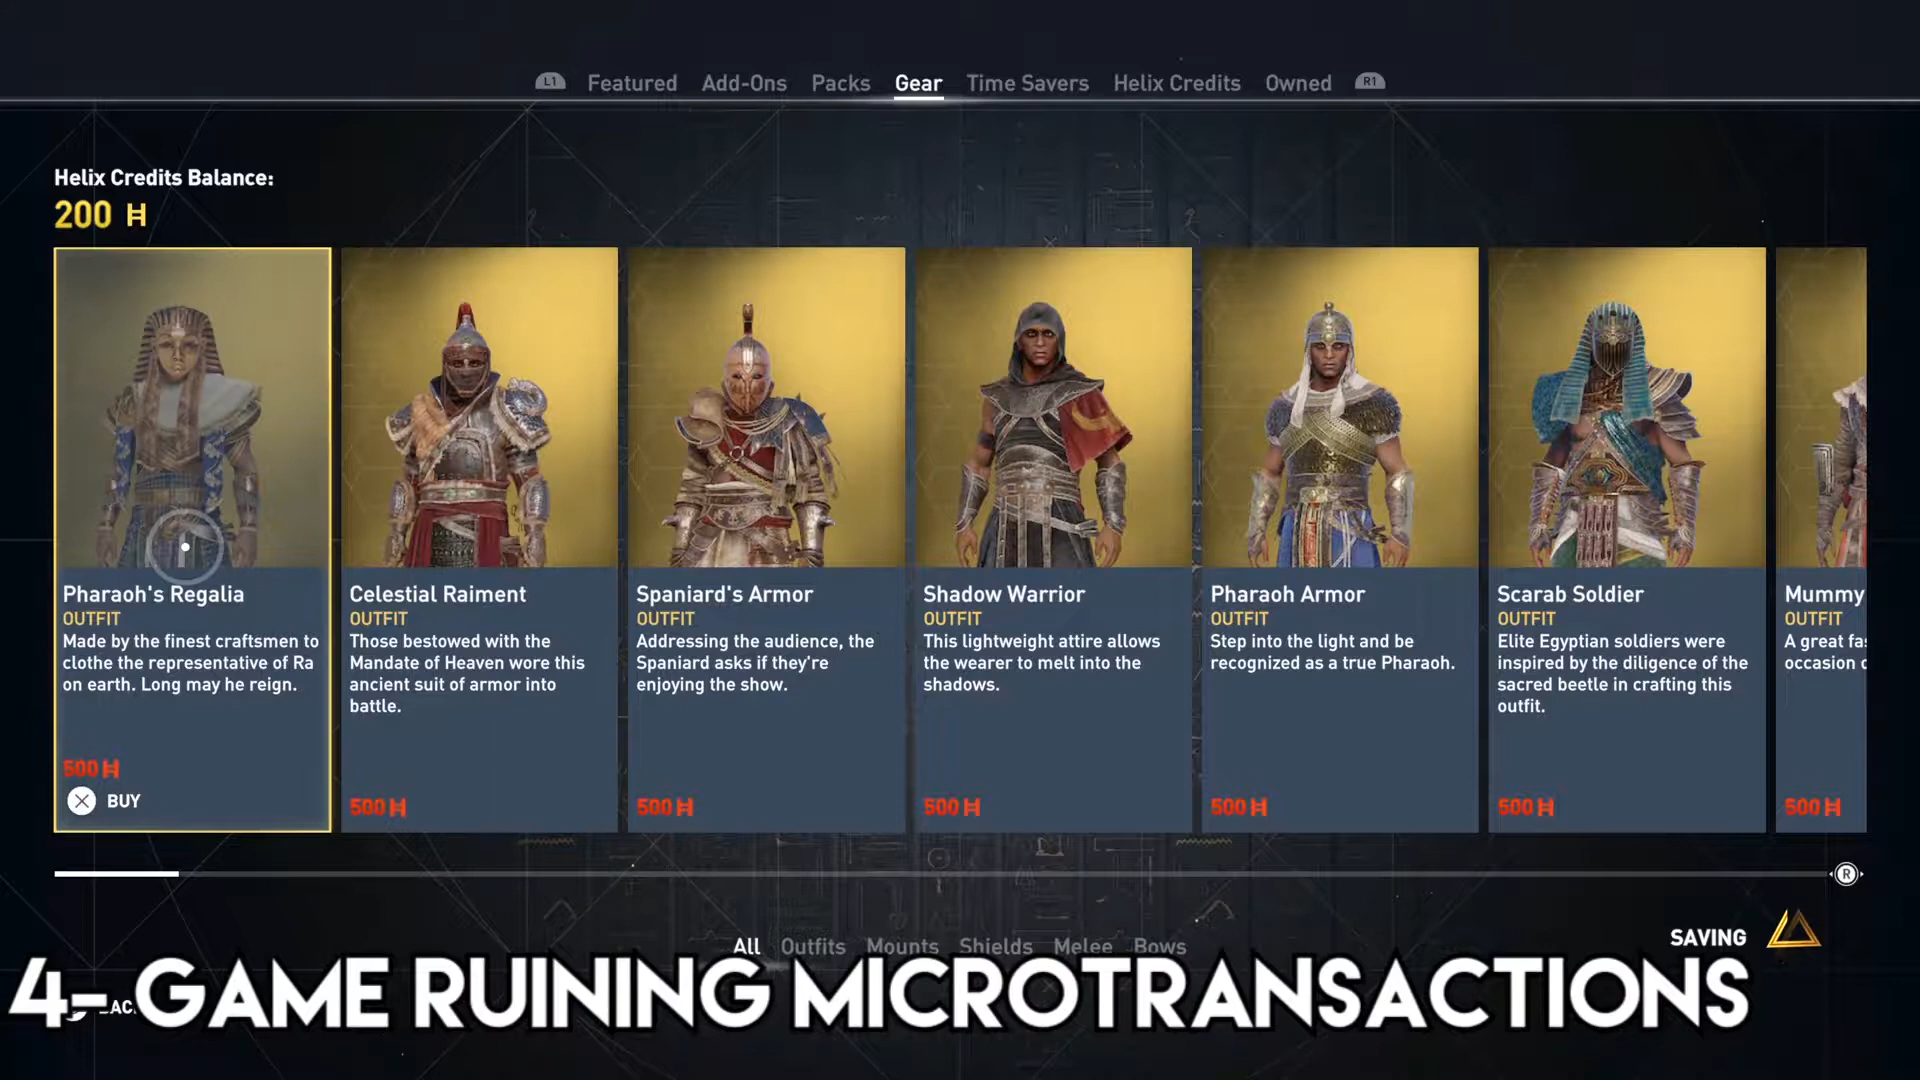 L1 Featured Add-Ons Packs Gear Time Savers Helix Credits Owned R1
Helix Credits Balance:
200
Pharaoh's Regalia
OUTFIT
Made by the finest craftsmen to
clothe the representative of Ra
on earth. Long may he reign.
500
BUY
Celestial Raiment
OUTFIT
Those bestowed with the
Mandate of Heaven wore this
ancient suit of armor into
battle.
500
Spaniard's Armor
OUTFIT
Addressing the audience, the
Spaniard asks if they're
enjoying the show.
500
Shadow Warrior
OUTFIT
This lightweight attire allows
the wearer to melt into the
shadows.
500
Pharaoh Armor
OUTFIT
Step into the light and be
recognized as a true Pharaoh.
500
Scarab Soldier
OUTFIT
Elite Egyptian soldiers were
inspired by the diligence of the
sacred beetle in crafting this
outfit.
500
Mummy
OUTFIT
A great
occasion
500
R
All Outfits Mounts Shields Melee Bows
SAVING
4- GAME RUINING MICROTRANSACTIONS